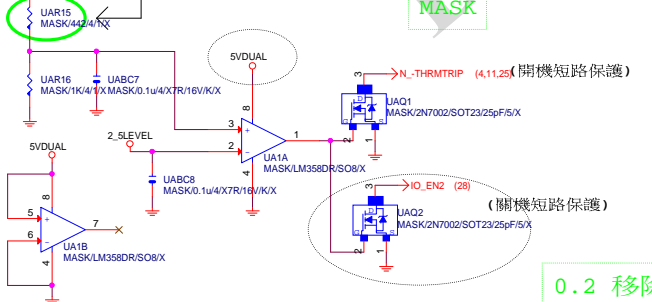 MASK
UAR15
MASK/442/4/1/X
UAR16
MASK/1K/4/1/X
UABC7
MASK/0.1u/4/X7R/16V/K/X
5VDUAL
8
3
+
2
-
1
4
UA1A
MASK/LM358DR/SO8/X
2_5LEVEL
UABC8
MASK/0.1u/4/X7R/16V/K/X
3
N_-THRMTRIP (4,11,25)
(開機短路保護)
D
G
S
UAQ1
MASK/2N7002/SOT23/25pF/5/X
2
1
3
IO_EN2 (28)
(開機短路保護)
D
G
S
UAQ2
MASK/2N7002/SOT23/25pF/5/X
2
1
5VDUAL
8
5
+
6
-
7
4
UA1B
MASK/LM358DR/SO8/X
0.2 移除